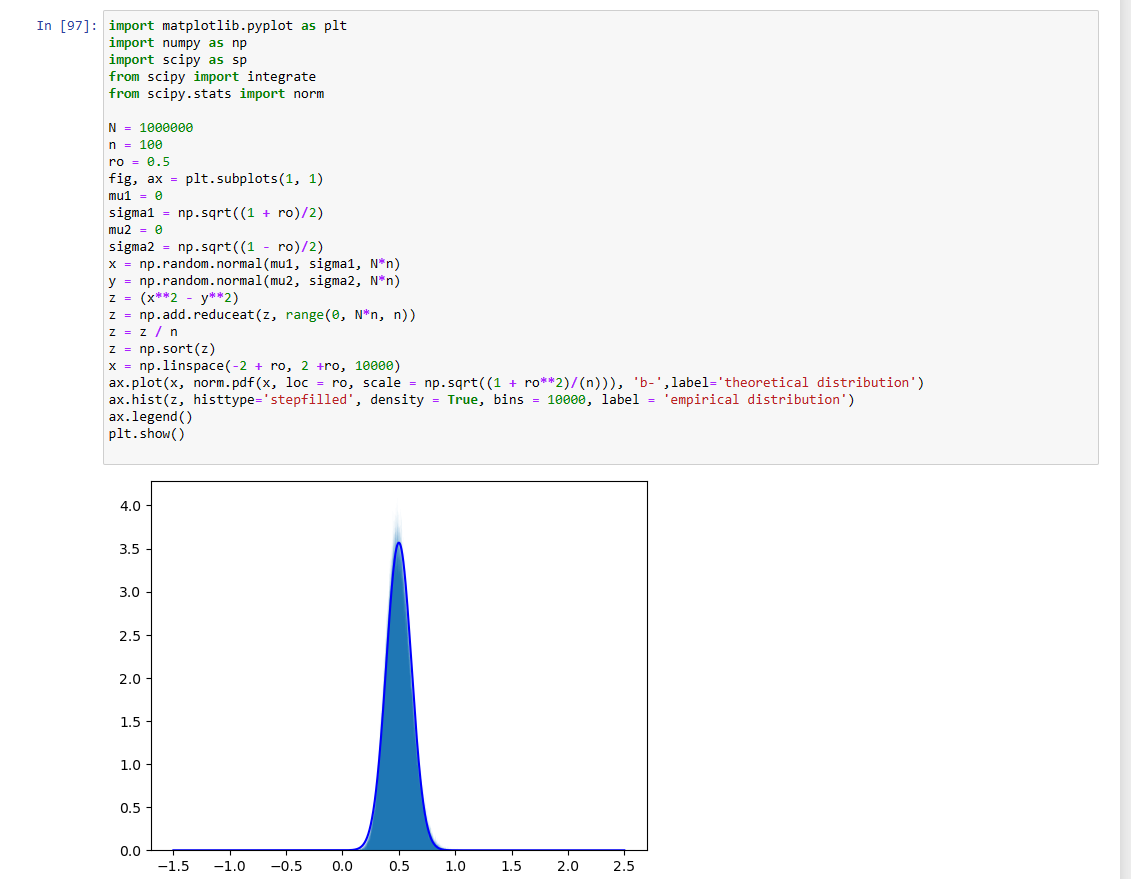 In [97]:
import matplotlib.pyplot as plt
import numpy as np
import scipy as sp
from scipy import integrate
from scipy.stats import norm
N = 1000000
n = 100
ro = 0.5
fig, ax = plt.subplots(1, 1)
mu1 = 0
sigma1 = np.sqrt((1 + ro)/2)
mu2 = 0
sigma2 = np.sqrt((1 - ro)/2)
x = np.random.normal(mu1, sigma1, N*n)
y = np.random.normal(mu2, sigma2, N*n)
z = (x**2 - y**2)
z = np.add.reduceat(z, range(0, N*n, n))
z = z / n
z = np.sort(z)
x = np.linspace(-2 + ro, 2 +ro, 10000)
ax.plot(x, norm.pdf(x, loc = ro, scale = np.sqrt((1 + ro**2)/(n))), 'b-',label='theoretical distribution')
ax.hist(z, histtype='stepfilled', density = True, bins = 10000, label = 'empirical distribution')
ax.legend()
plt.show()
4.0
3.5
3.0
2.5
2.0
1.5
1.0
0.5
0.0
−1.5 −1.0 −0.5 0.0 0.5 1.0 1.5 2.0 2.5